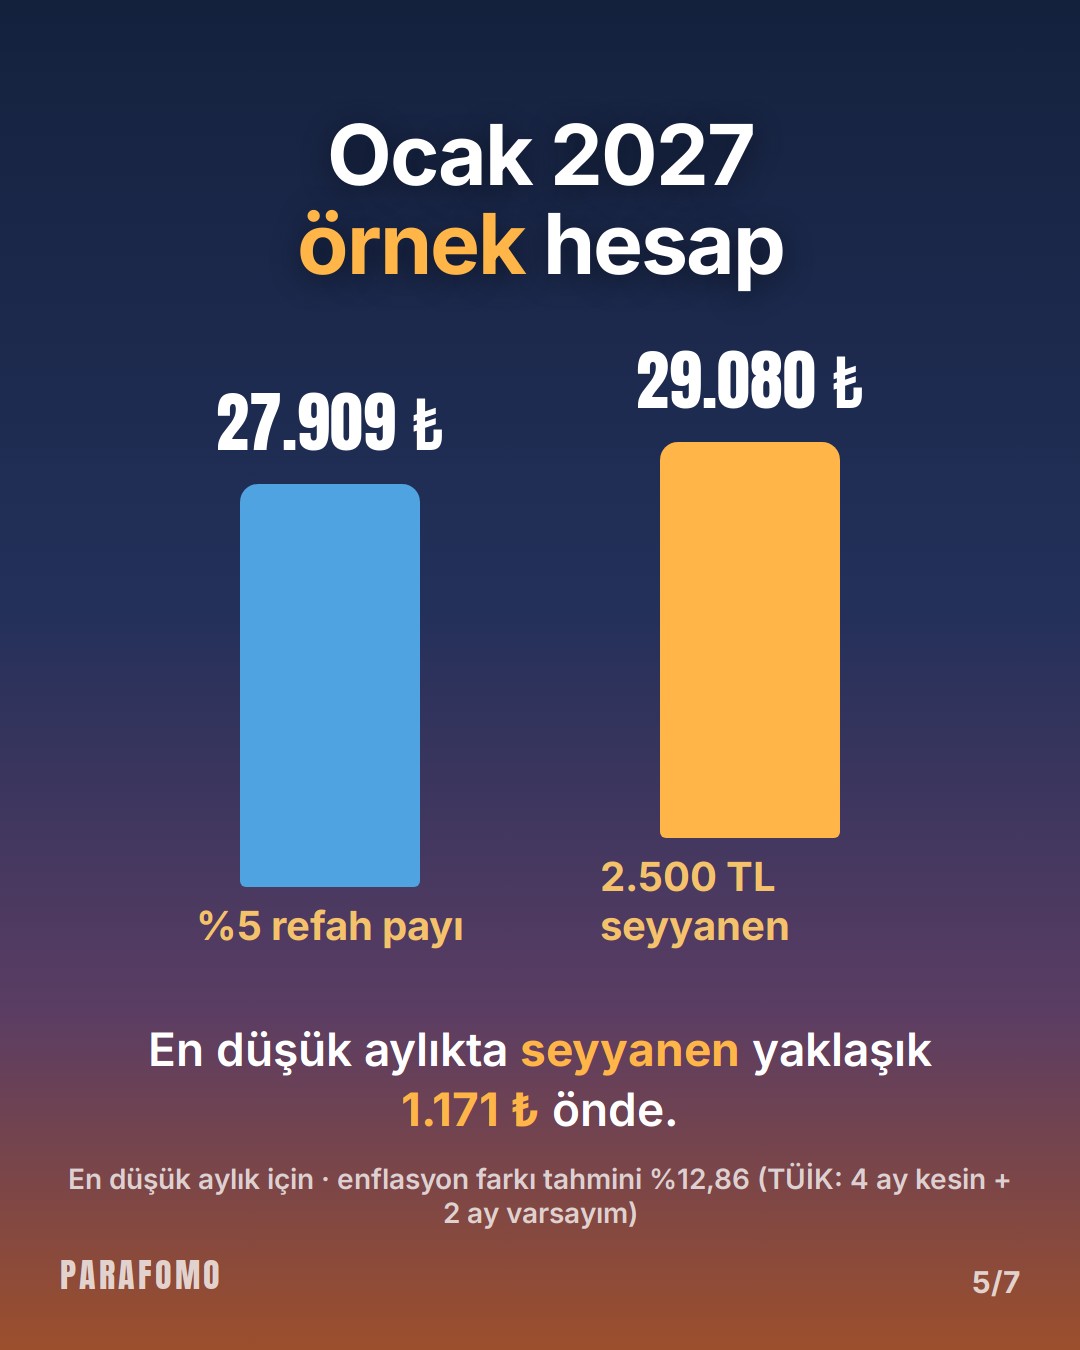 Ocak 2027
örnek hesap
27.909 ₺
29.080 ₺
%5 refah payı
2.500 TL
seyyanen
En düşük aylıkta seyyanen yaklaşık
1.171 ₺ önde.
En düşük aylık için · enflasyon farkı tahmini %12,86 (TÜİK: 4 ay kesin +
2 ay varsayım)
PARAFOMO
5/7